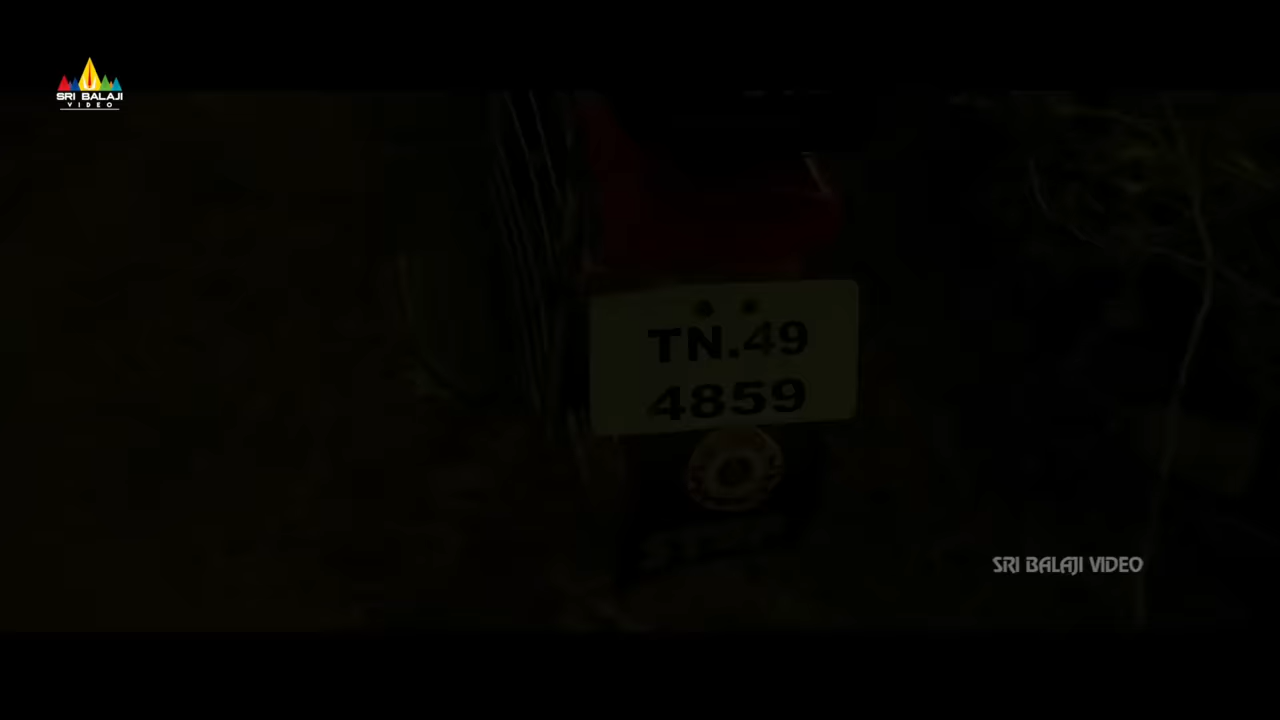 SRI BALAJI
VIDEO
TN.49
4859
SRI BALAJI VIDEO